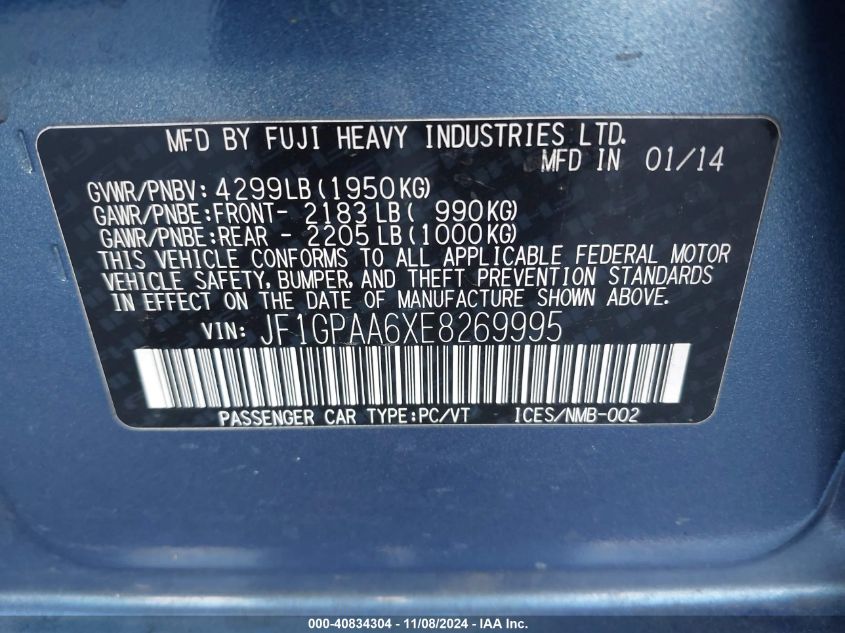 MFD BY FUJI HEAVY INDUSTRIES LTD.
MFD IN 01/14
GVWR/PNBV: 4299LB(1950KG)
GAWR/PNBE:FRONT- 2183LB( 990KG)
GAWR/PNBE:REAR - 2205LB(1000KG)
THIS VEHICLE CONFORMS TO ALL APPLICABLE FEDERAL MOTOR
VEHICLE SAFETY, BUMPER, AND THEFT PREVENTION STANDARDS
IN EFFECT ON THE DATE OF MANUFACTURE SHOWN ABOVE.
VIN: JF1GPAA6XE8269995
PASSENGER CAR TYPE:PC/VT ICES/NMB-002
000-40834304 - 11/08/2024 - IAA Inc.